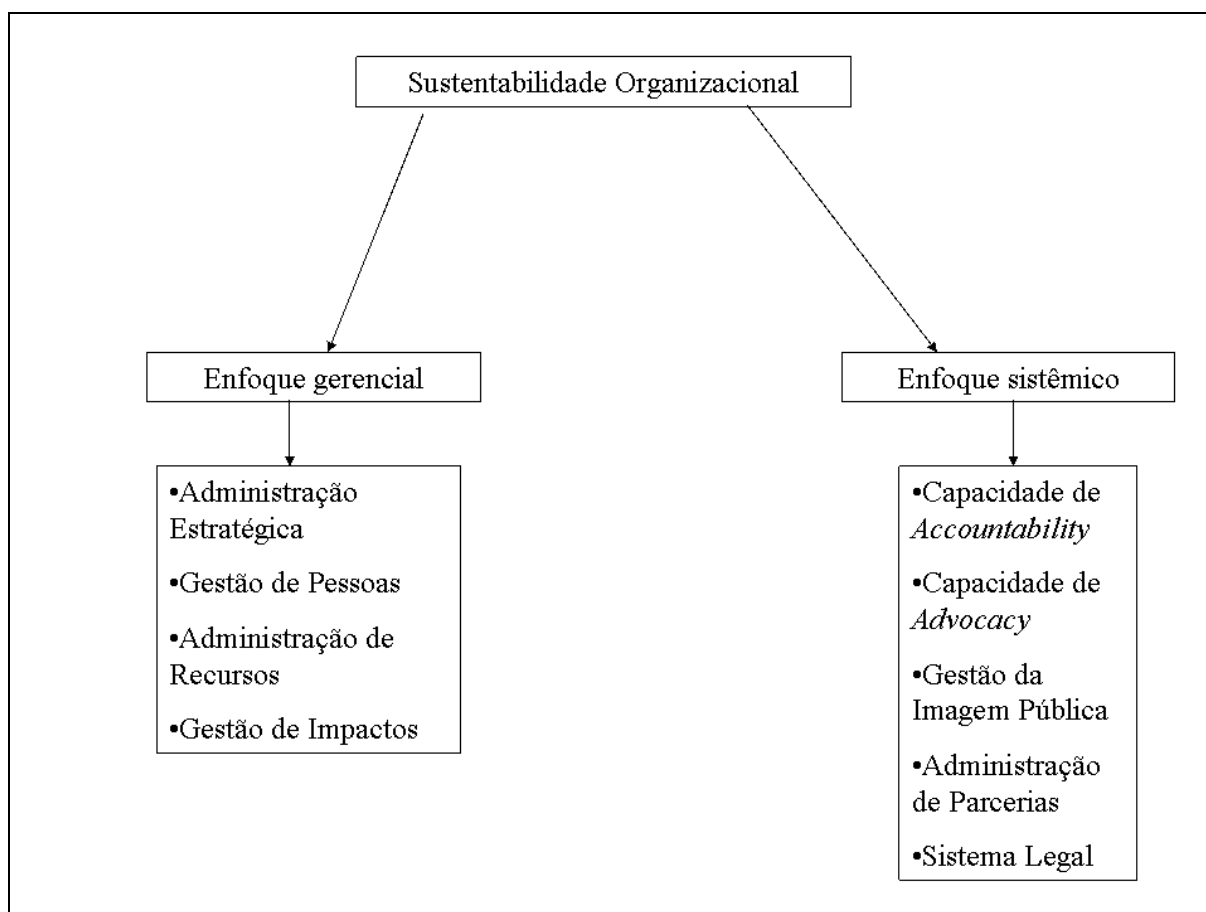 Sustentabilidade Organizacional
Enfoque gerencial
•Administração
Estratégica
•Gestão de Pessoas
•Administração de
Recursos
•Gestão de Impactos
Enfoque sistêmico
•Capacidade de
Accountability
•Capacidade de
Advocacy
•Gestão da
Imagem Pública
•Administração
de Parcerias
•Sistema Legal